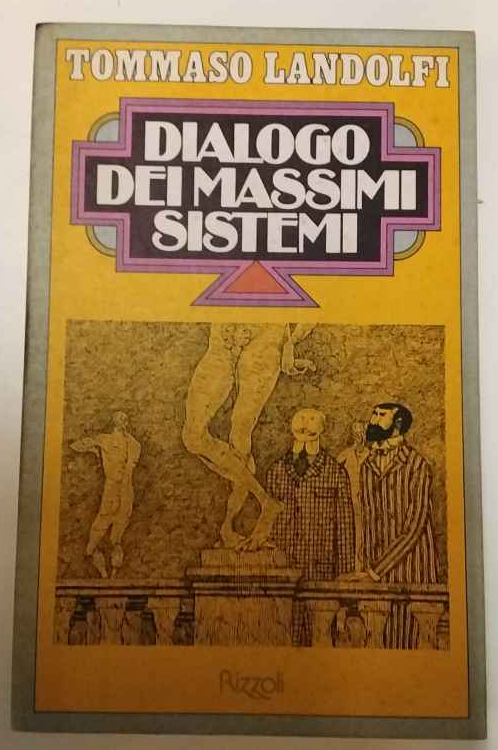 TOMMASO LANDOLFI
DIALOGO
DEI MASSIMI
SISTEMI
Rizzoli